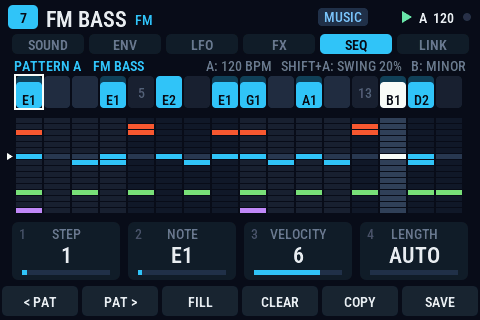 7 FM BASS FM MUSIC A 120
SOUND ENV LFO FX SEQ LINK
PATTERN A FM BASS A: 120 BPM SHIFT+A: SWING 20% B: MINOR
E1 E1 5 E2 E1 G1 A1 13 B1 D2
1 STEP 2 NOTE 3 VELOCITY 4 LENGTH
1 E1 6 AUTO
< PAT PAT > FILL CLEAR COPY SAVE